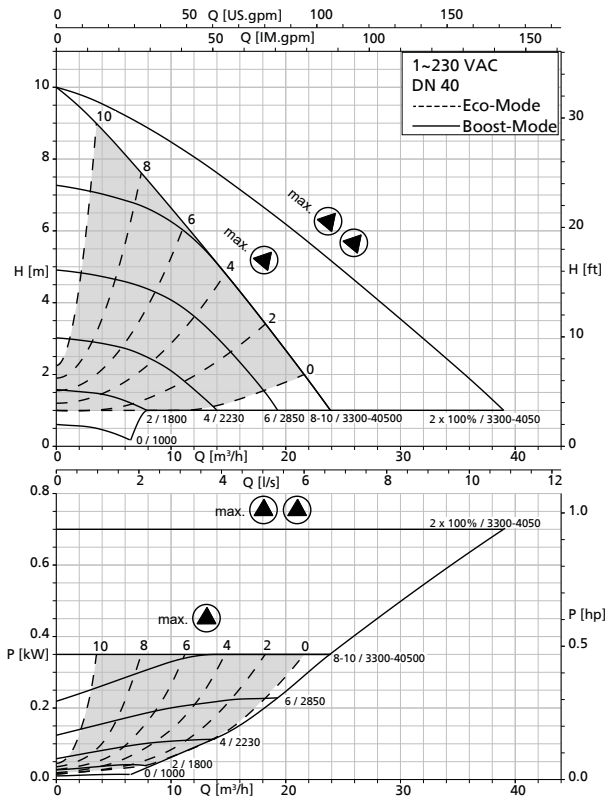 Q [US.gpm]
0 50 100 150
Q [IM.gpm]
0 50 100 150
1~230 VAC
DN 40
Eco-Mode
Boost-Mode
10
8
6
H [m]
4
2
0
30
20
H [ft]
10
0
10
8
6
4
2
0
max.
max.
0 / 1000
2 / 1800
4 / 2230
6 / 2850
8-10 / 3300-40500
2 x 100% / 3300-4050
0 10 20 30 40
Q [m³/h]
0 2 4 6 8 10 12
Q [l/s]
0.8
0.6
0.4
P [kW]
0.2
0.0
1.0
P [hp]
0.5
0.0
max.
2 x 100% / 3300-4050
max.
10 8 6 4 2 0
8-10 / 3300-40500
6 / 2850
4 / 2230
2 / 1800
0 / 1000
0 10 20 30 40
Q [m³/h]